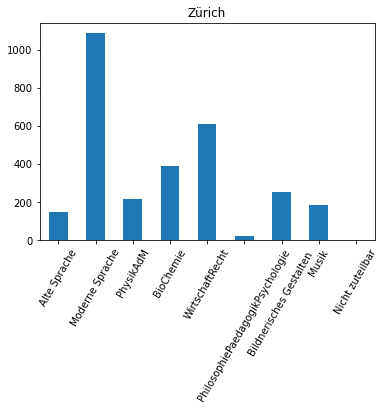 Zürich
1000
800
600
400
200
0
Alte Sprache
Moderne Sprache
PhysikAdM
BioChemie
WirtschaftRecht
PhilosophiePaedagogikPsychologie
Bildnerisches Gestalten
Musik
Nicht zuteilbar